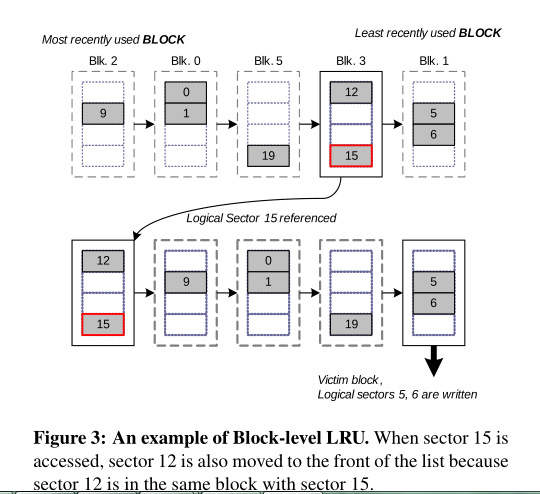 Most recently used BLOCK
Least recently used BLOCK
Blk. 2
Blk. 0
Blk. 5
Blk. 3
Blk. 1
9
0
1
19
12
15
5
6
Logical Sector 15 referenced
12
15
9
0
1
19
5
6
Victim block,
Logical sectors 5, 6 are written
Figure 3: An example of Block-level LRU. When sector 15 is
accessed, sector 12 is also moved to the front of the list because
sector 12 is in the same block with sector 15.